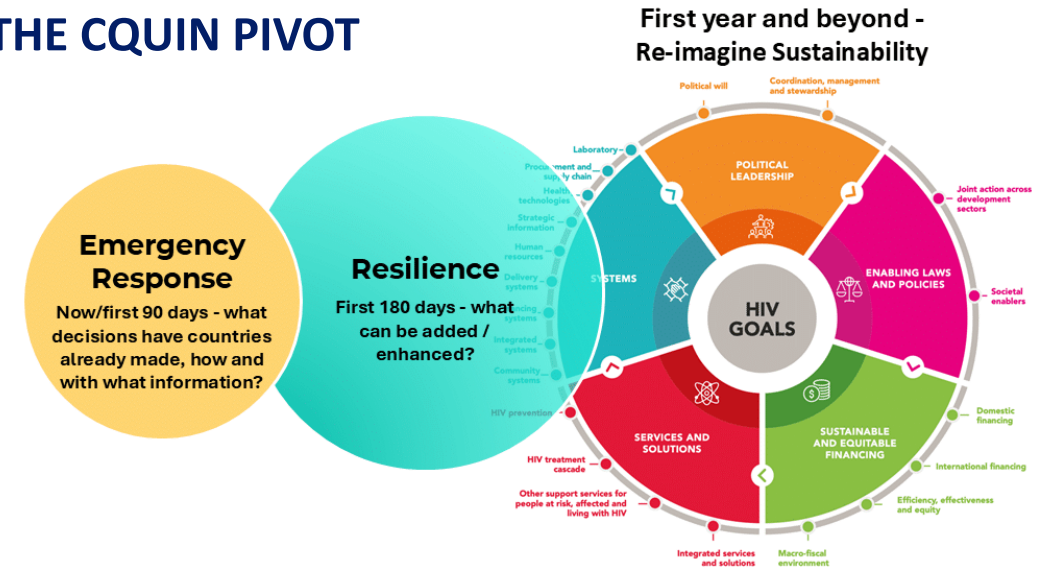 THE CQUIN PIVOT
First year and beyond -
Re-imagine Sustainability
Emergency
Response
Now/first 90 days - what
decisions have countries
already made, how and
with what information?
Resilience
First 180 days - what
can be added /
enhanced?
Political will
Coordination, management
and stewardship
Laboratory
Procurement and
supply chain
Health
technologies
Strategic
information
Human
resources
Delivery
systems
systems
Integrated
systems
Community
systems
HIV prevention
HIV treatment
cascade
Other support services for
people at risk, affected and
living with HIV
Integrated services
and solutions
Macro-fiscal
environment
Efficiency, effectiveness
and equity
International financing
Domestic
financing
Societal
enablers
Joint action across
development
sectors
POLITICAL
LEADERSHIP
ENABLING LAWS
AND POLICIES
SUSTAINABLE
AND EQUITABLE
FINANCING
SERVICES AND
SOLUTIONS
SYSTEMS
HIV
GOALS